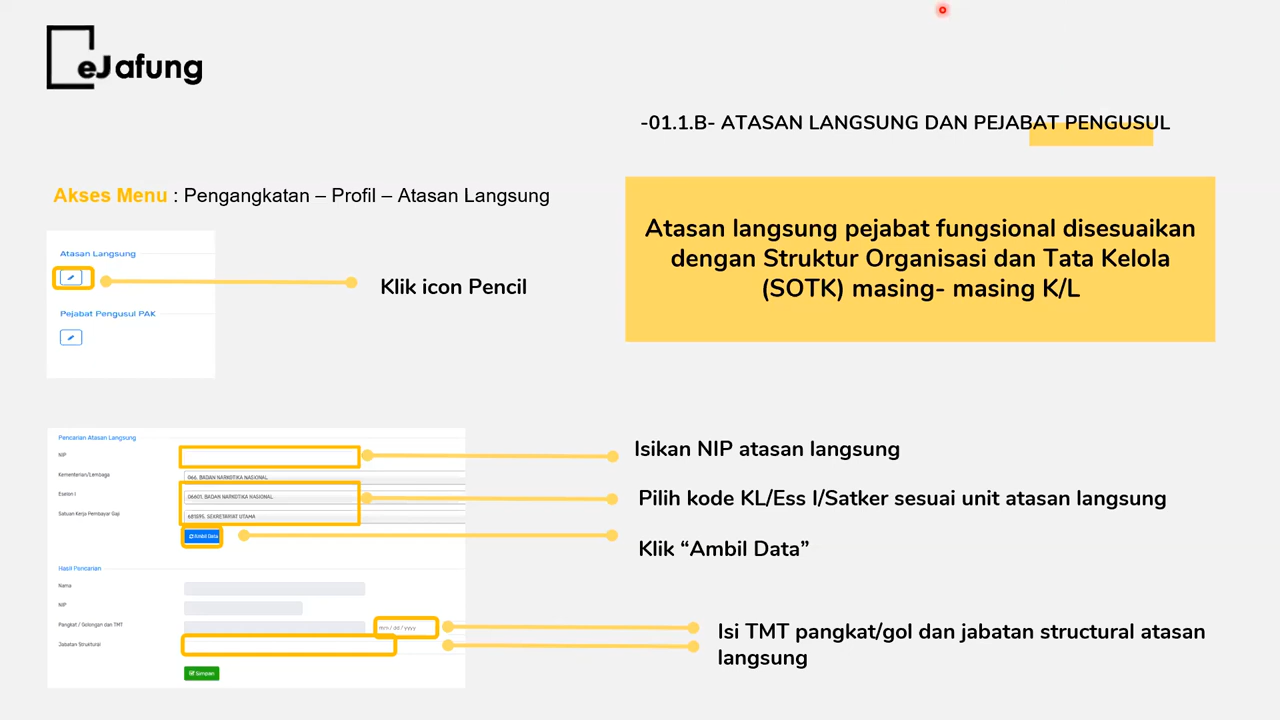 eJafung
-01.1.B- ATASAN LANGSUNG DAN PEJABAT PENGUSUL
Akses Menu : Pengangkatan – Profil – Atasan Langsung
Atasan langsung pejabat fungsional disesuaikan
dengan Struktur Organisasi dan Tata Kelola
(SOTK) masing- masing K/L
Atasan Langsung
Klik icon Pencil
Pejabat Pengusul PAK
Pencarian Atasan Langsung
NIP
Isikan NIP atasan langsung
Kementerian/Lembaga
066. BADAN NARKOTIKA NASIONAL
Eselon I
06601. BADAN NARKOTIKA NASIONAL
Pilih kode KL/Ess I/Satker sesuai unit atasan langsung
Satuan Kerja Pembayar Gaji
681595. SEKRETARIAT UTAMA
Ambil Data
Klik “Ambil Data”
Hasil Pencarian
Nama
NIP
Pangkat / Golongan dan TMT
mm / dd / yyyy
Jabatan Struktural
Isi TMT pangkat/gol dan jabatan structural atasan
langsung
Simpan